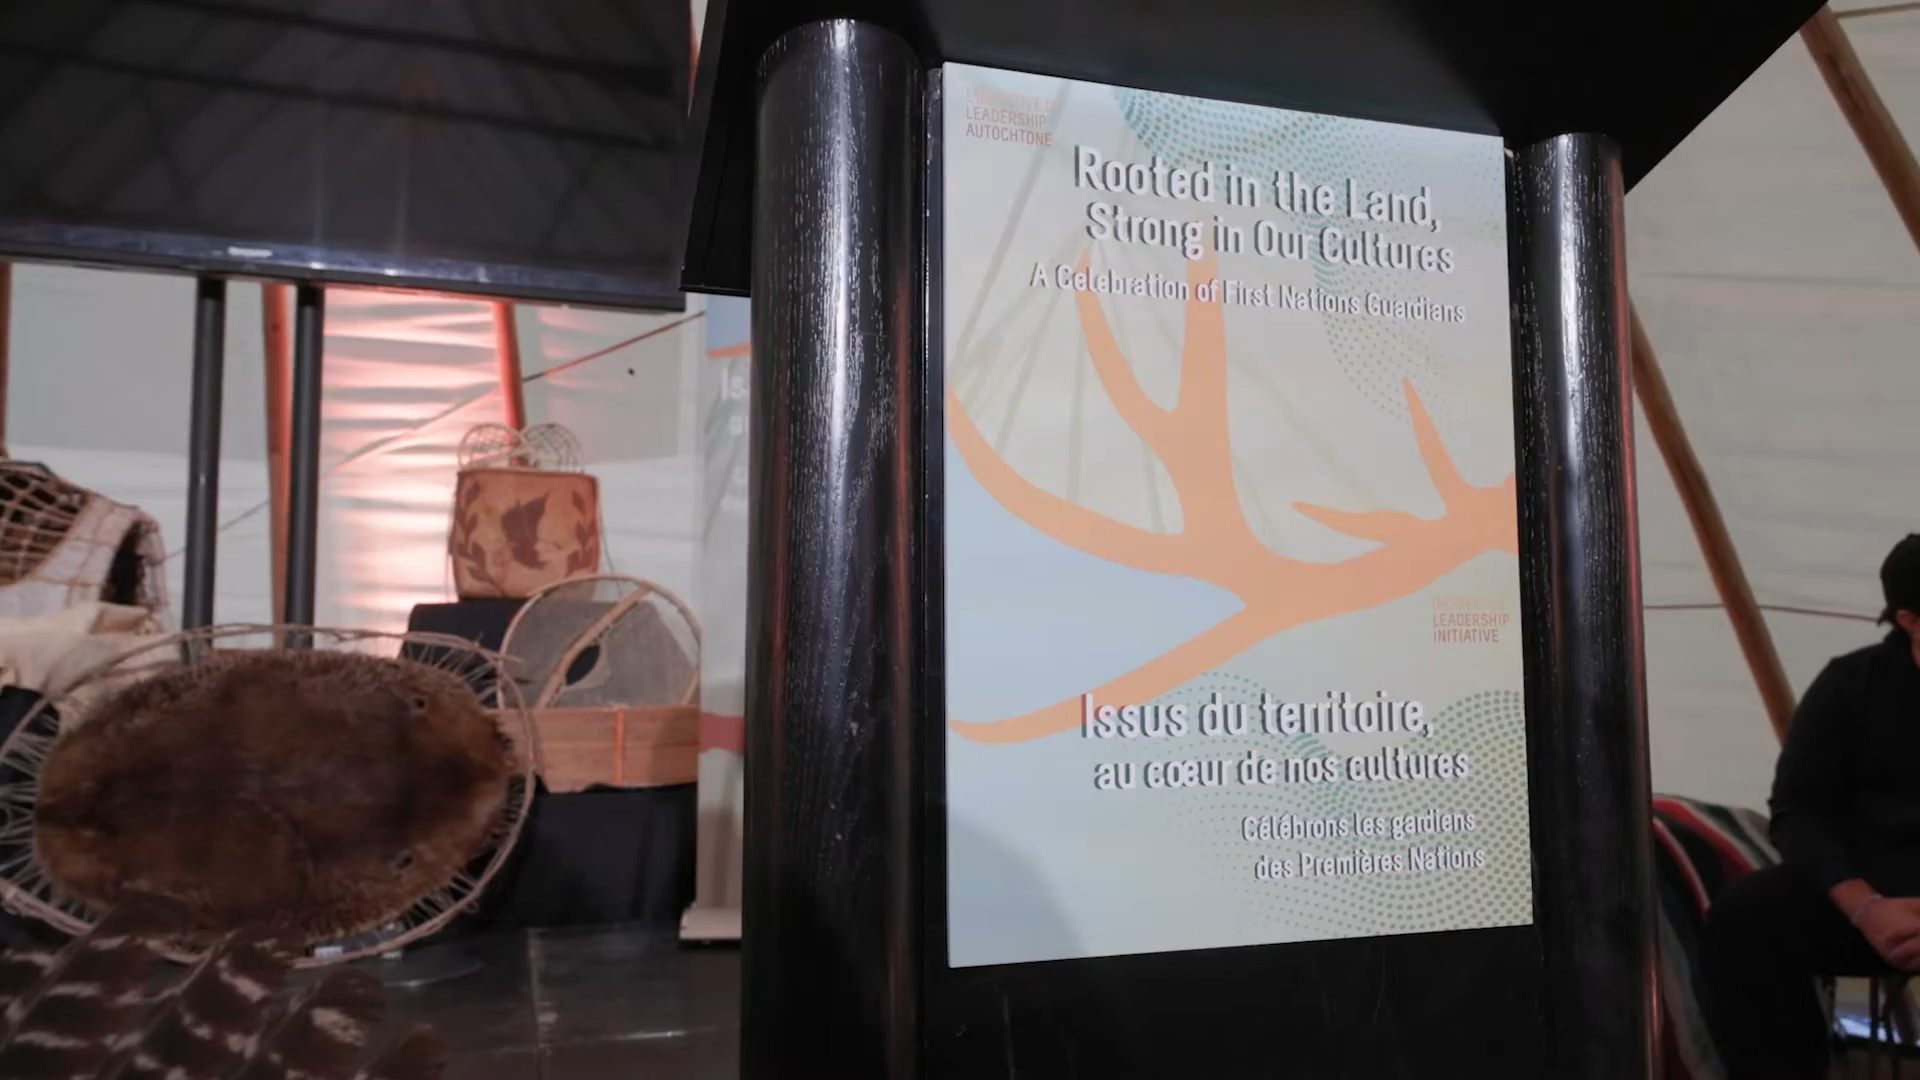 LEADERSHIP
AUTOCHTONE
Rooted in the Land,
Strong in Our Cultures
A Celebration of First Nations Guardians
LEADERSHIP
INITIATIVE
Issus du territoire,
au cœur de nos cultures
Célébrons les gardiens
des Premières Nations